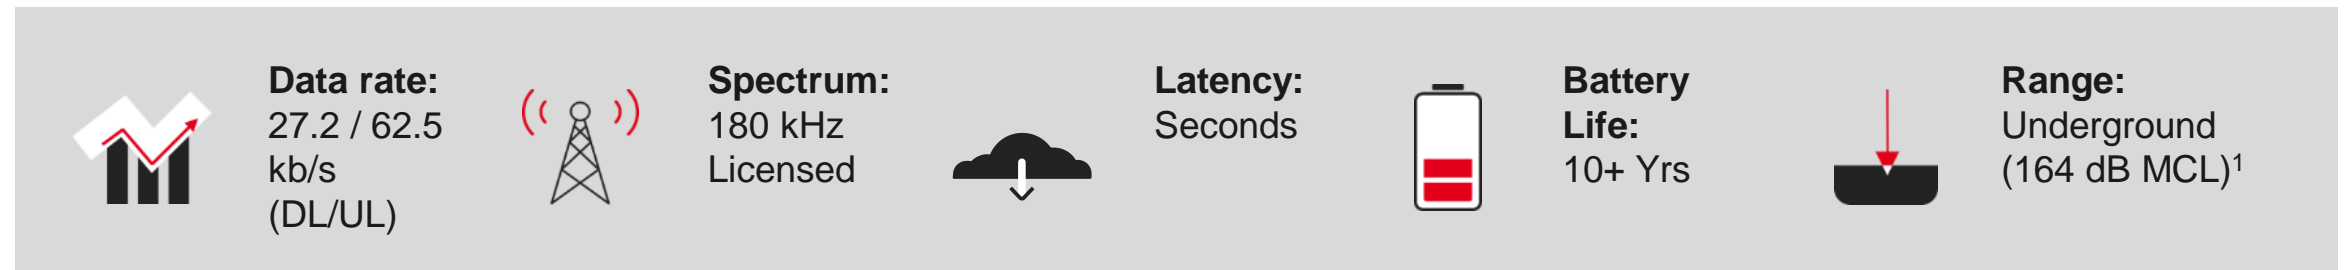 Data rate:
27.2 / 62.5
kb/s
(DL/UL)
Spectrum:
180 kHz
Licensed
Latency:
Seconds
Battery
Life:
10+ Yrs
Range:
Underground
(164 dB MCL)¹